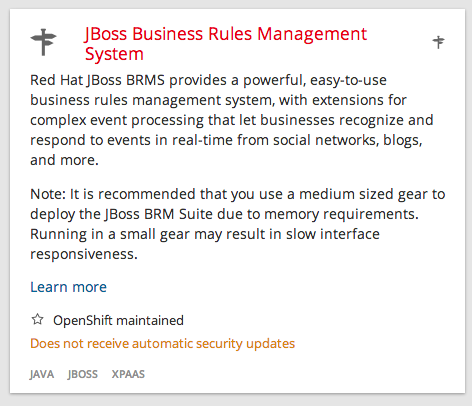 JBoss Business Rules Management
System
Red Hat JBoss BRMS provides a powerful, easy-to-use
business rules management system, with extensions for
complex event processing that let businesses recognize and
respond to events in real-time from social networks, blogs,
and more.
Note: It is recommended that you use a medium sized gear to
deploy the JBoss BRM Suite due to memory requirements.
Running in a small gear may result in slow interface
responsiveness.
Learn more
OpenShift maintained
Does not receive automatic security updates
JAVA JBOSS XPAAS